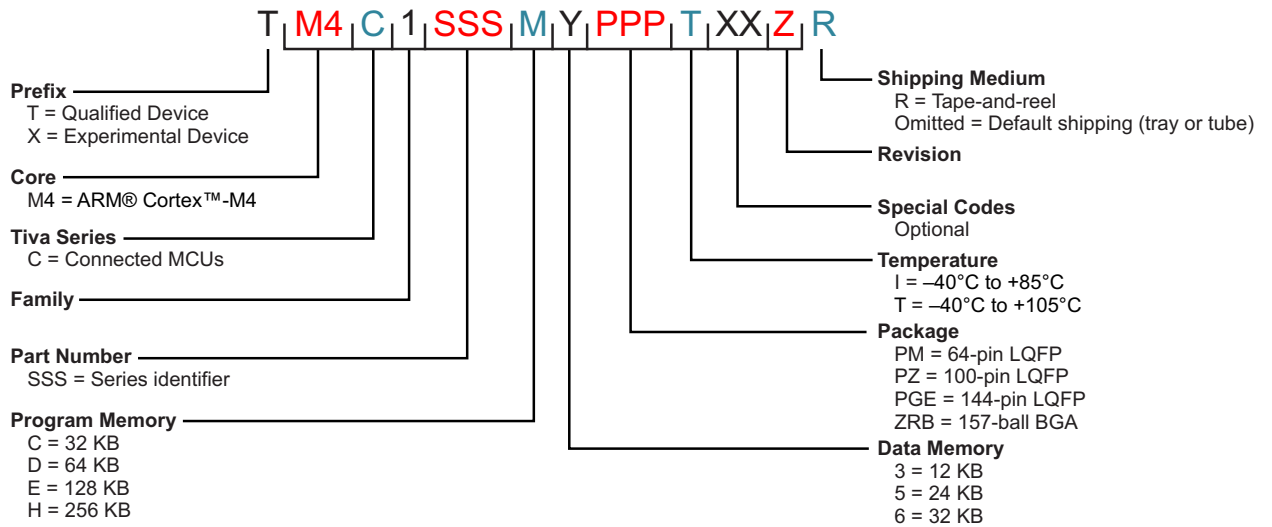 T M4 C 1 SSS M Y PPP T XX Z R
Prefix
T = Qualified Device
X = Experimental Device
Core
M4 = ARM® Cortex™-M4
Tiva Series
C = Connected MCUs
Family
Part Number
SSS = Series identifier
Program Memory
C = 32 KB
D = 64 KB
E = 128 KB
H = 256 KB
Shipping Medium
R = Tape-and-reel
Omitted = Default shipping (tray or tube)
Revision
Special Codes
Optional
Temperature
I = –40°C to +85°C
T = –40°C to +105°C
Package
PM = 64-pin LQFP
PZ = 100-pin LQFP
PGE = 144-pin LQFP
ZRB = 157-ball BGA
Data Memory
3 = 12 KB
5 = 24 KB
6 = 32 KB